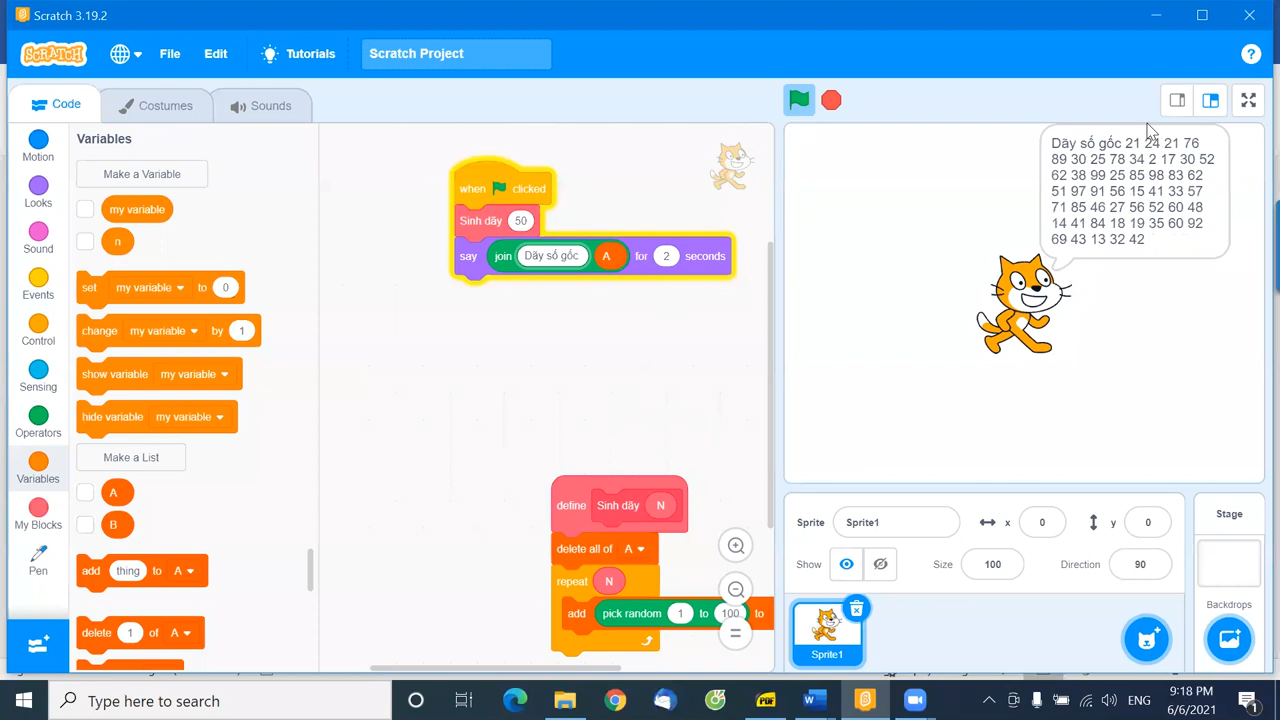 Scratch 3.19.2
SCRATCH
File
Edit
Tutorials
Scratch Project
?
Code
Costumes
Sounds
Motion
Looks
Sound
Events
Control
Sensing
Operators
Variables
My Blocks
Pen
Variables
Make a Variable
my variable
n
set my variable to 0
change my variable by 1
show variable my variable
hide variable my variable
Make a List
A
B
add thing to A
delete 1 of A
when clicked
Sinh dãy 50
say join Dãy số gốc A for 2 seconds
define Sinh dãy N
delete all of A
repeat N
add pick random 1 to 100 to
Dãy số gốc 21 24 21 76
89 30 25 78 34 2 17 30 52
62 38 99 25 85 98 83 62
51 97 91 56 15 41 33 57
71 85 46 27 56 52 60 48
14 41 84 18 19 35 60 92
69 43 13 32 42
Sprite Sprite1 x 0 y 0
Show Size 100 Direction 90
Sprite1
Stage
Backdrops
Type here to search
PDF
W
ENG
9:18 PM
6/6/2021
1